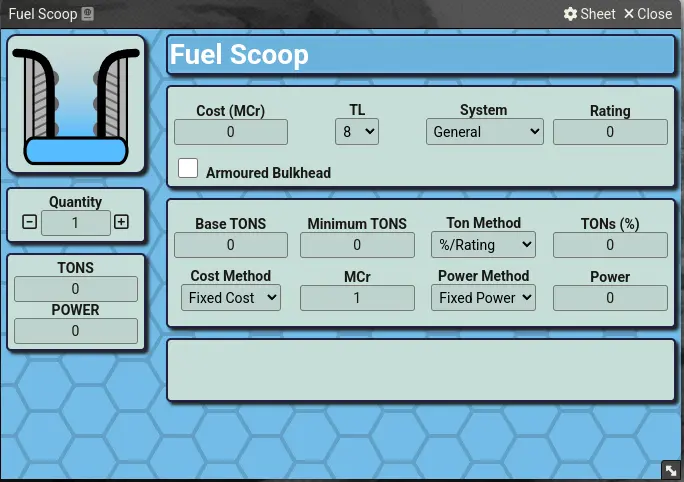 Fuel Scoop
Sheet
Close
Fuel Scoop
Cost (MCr)
TL
System
Rating
0
8
General
0
Armoured Bulkhead
Quantity
1
TONS
0
POWER
0
Base TONS
Minimum TONS
Ton Method
TONs (%)
0
0
%/Rating
0
Cost Method
MCr
Power Method
Power
Fixed Cost
1
Fixed Power
0